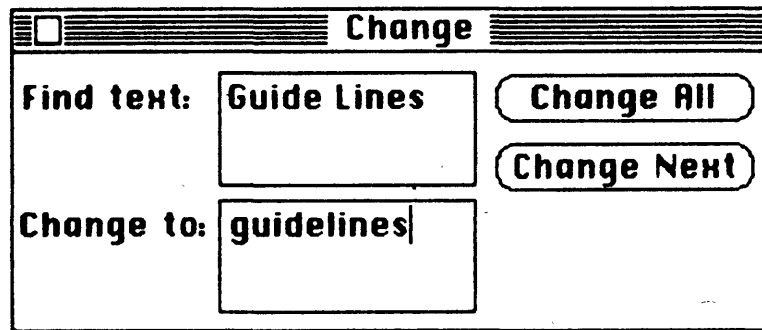 Change
Find text: Guide Lines Change All
Change Next
Change to: guidelines